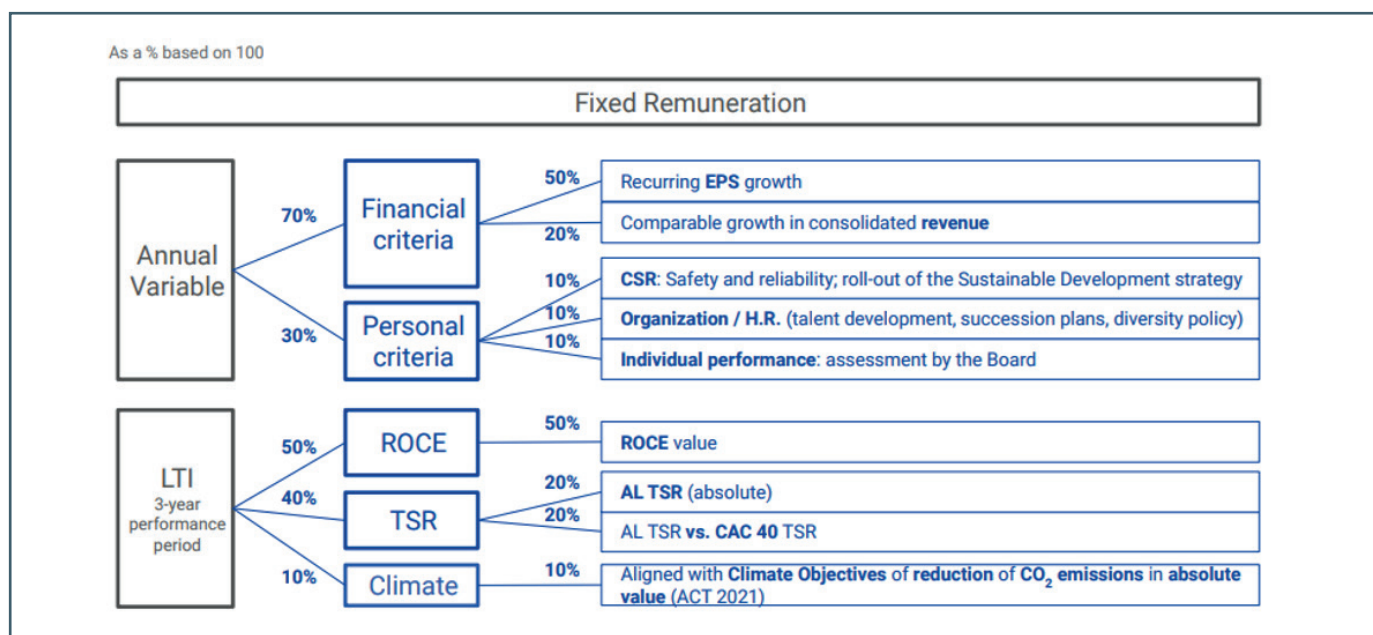 As a % based on 100
Fixed Remuneration
Annual
Variable
70%
30%
Financial
criteria
50%
20%
Recurring EPS growth
Comparable growth in consolidated revenue
Personal
criteria
10%
10%
10%
CSR: Safety and reliability; roll-out of the Sustainable Development strategy
Organization / H.R. (talent development, succession plans, diversity policy)
Individual performance: assessment by the Board
LTI
3-year
performance
period
50%
40%
10%
ROCE
50%
ROCE value
TSR
20%
20%
AL TSR (absolute)
AL TSR vs. CAC 40 TSR
Climate
10%
Aligned with Climate Objectives of reduction of CO₂ emissions in absolute
value (ACT 2021)